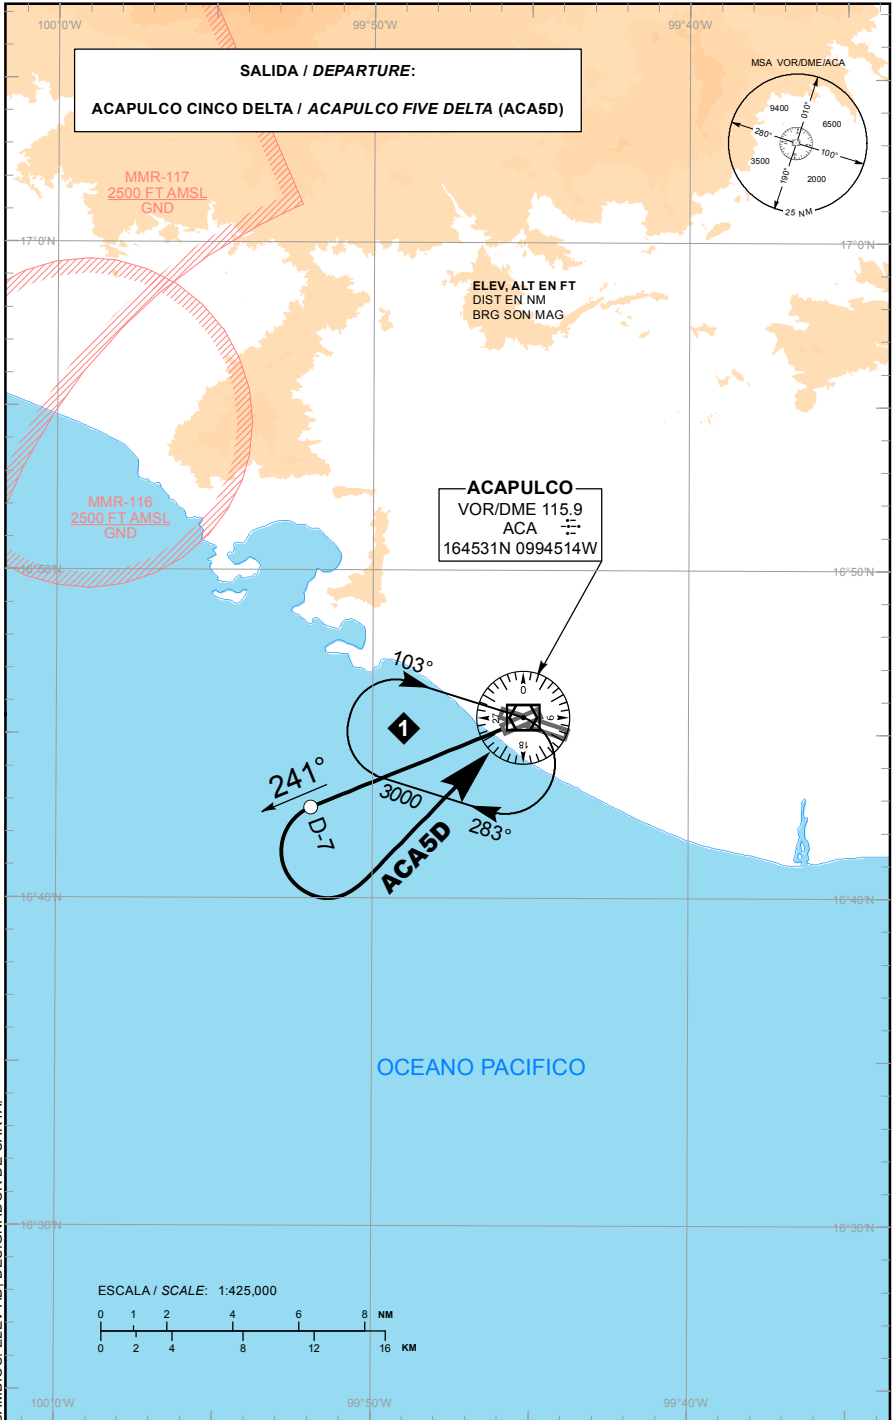 100°0'W
99°50'W
99°40'W
SALIDA / DEPARTURE:
ACAPULCO CINCO DELTA / ACAPULCO FIVE DELTA (ACA5D)
MSA VOR/DME/ACA
9400
010°
6500
280°
100°
3500
190°
2000
25 NM
MMR-117
2500 FT AMSL
GND
17°0'N
17°0'N
ELEV, ALT EN FT
DIST EN NM
BRG SON MAG
MMR-116
2500 FT AMSL
GND
ACAPULCO
VOR/DME 115.9
ACA
164531N 0994514W
16°50'N
16°50'N
103°
0
27
9
18
1
241°
3000
D-7
283°
ACA5D
16°40'N
16°40'N
OCEANO PACIFICO
16°30'N
16°30'N
ESCALA / SCALE: 1:425,000
0 1 2 4 6 8 NM
0 2 4 8 12 16 KM
100°0'W
99°50'W
99°40'W